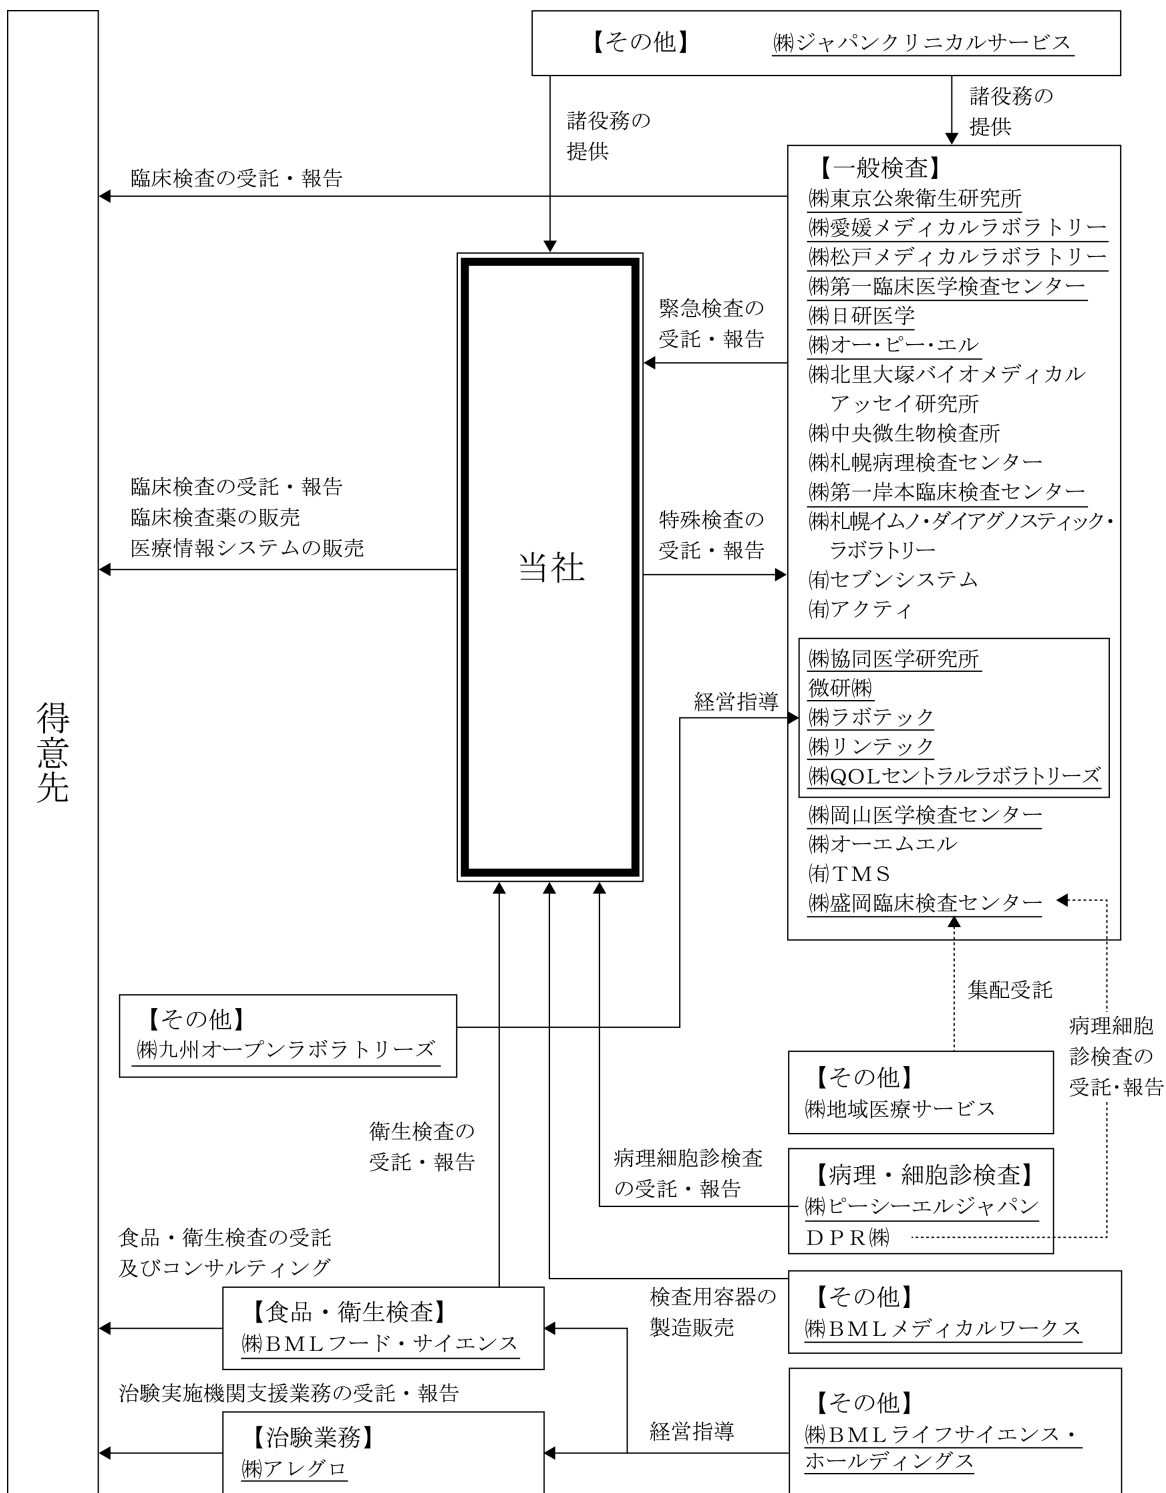 【その他】 ㈱ジャパンクリニカルサービス
諸役務の
提供
諸役務の
提供
臨床検査の受託・報告
【一般検査】
㈱東京公衆衛生研究所
㈱愛媛メディカルラボラトリー
㈱松戸メディカルラボラトリー
㈱第一臨床医学検査センター
㈱日研医学
㈱オー・ピー・エル
㈱北里大塚バイオメディカル
アッセイ研究所
㈱中央微生物検査所
㈱札幌病理検査センター
㈱第一岸本臨床検査センター
㈱札幌イムノ・ダイアグノスティック・
ラボラトリー
㈲セブンシステム
㈲アクティ
㈱協同医学研究所
微研㈱
㈱ラボテック
㈱リンテック
㈱QOLセントラルラボラトリーズ
㈱岡山医学検査センター
㈱オーエムエル
㈲TMS
㈱盛岡臨床検査センター
緊急検査の
受託・報告
臨床検査の受託・報告
臨床検査薬の販売
医療情報システムの販売
特殊検査の
受託・報告
当社
経営指導
得意先
集配受託
病理細胞
診検査の
受託・報告
【その他】
㈱九州オープンラボラトリーズ
【その他】
㈱地域医療サービス
衛生検査の
受託・報告
病理細胞診検査
の受託・報告
【病理・細胞診検査】
㈱ピーシーエルジャパン
DPR㈱
食品・衛生検査の受託
及びコンサルティング
【食品・衛生検査】
㈱BMLフード・サイエンス
検査用容器の
製造販売
【その他】
㈱BMLメディカルワークス
治験実施機関支援業務の受託・報告
【治験業務】
㈱アレグロ
経営指導
【その他】
㈱BMLライフサイエンス・
ホールディングス